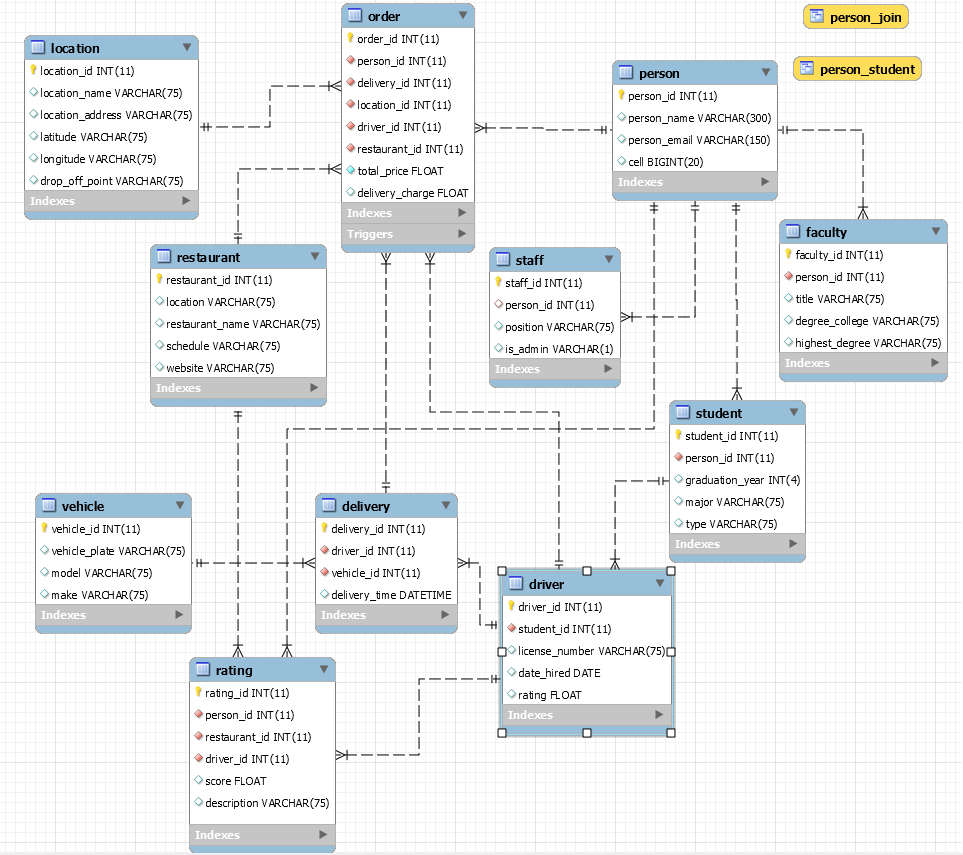 person_join
person_student
order
order_id INT(11)
person_id INT(11)
delivery_id INT(11)
location_id INT(11)
driver_id INT(11)
restaurant_id INT(11)
total_price FLOAT
delivery_charge FLOAT
Indexes
Triggers
location
location_id INT(11)
location_name VARCHAR(75)
location_address VARCHAR(75)
latitude VARCHAR(75)
longitude VARCHAR(75)
drop_off_point VARCHAR(75)
Indexes
person
person_id INT(11)
person_name VARCHAR(300)
person_email VARCHAR(150)
cell BIGINT(20)
Indexes
faculty
faculty_id INT(11)
person_id INT(11)
title VARCHAR(75)
degree_college VARCHAR(75)
highest_degree VARCHAR(75)
Indexes
restaurant
restaurant_id INT(11)
location VARCHAR(75)
restaurant_name VARCHAR(75)
schedule VARCHAR(75)
website VARCHAR(75)
Indexes
staff
staff_id INT(11)
person_id INT(11)
position VARCHAR(75)
is_admin VARCHAR(1)
Indexes
student
student_id INT(11)
person_id INT(11)
graduation_year INT(4)
major VARCHAR(75)
type VARCHAR(75)
Indexes
vehicle
vehicle_id INT(11)
vehicle_plate VARCHAR(75)
model VARCHAR(75)
make VARCHAR(75)
Indexes
delivery
delivery_id INT(11)
driver_id INT(11)
vehicle_id INT(11)
delivery_time DATETIME
Indexes
driver
driver_id INT(11)
student_id INT(11)
license_number VARCHAR(75)
date_hired DATE
rating FLOAT
Indexes
rating
rating_id INT(11)
person_id INT(11)
restaurant_id INT(11)
driver_id INT(11)
score FLOAT
description VARCHAR(75)
Indexes